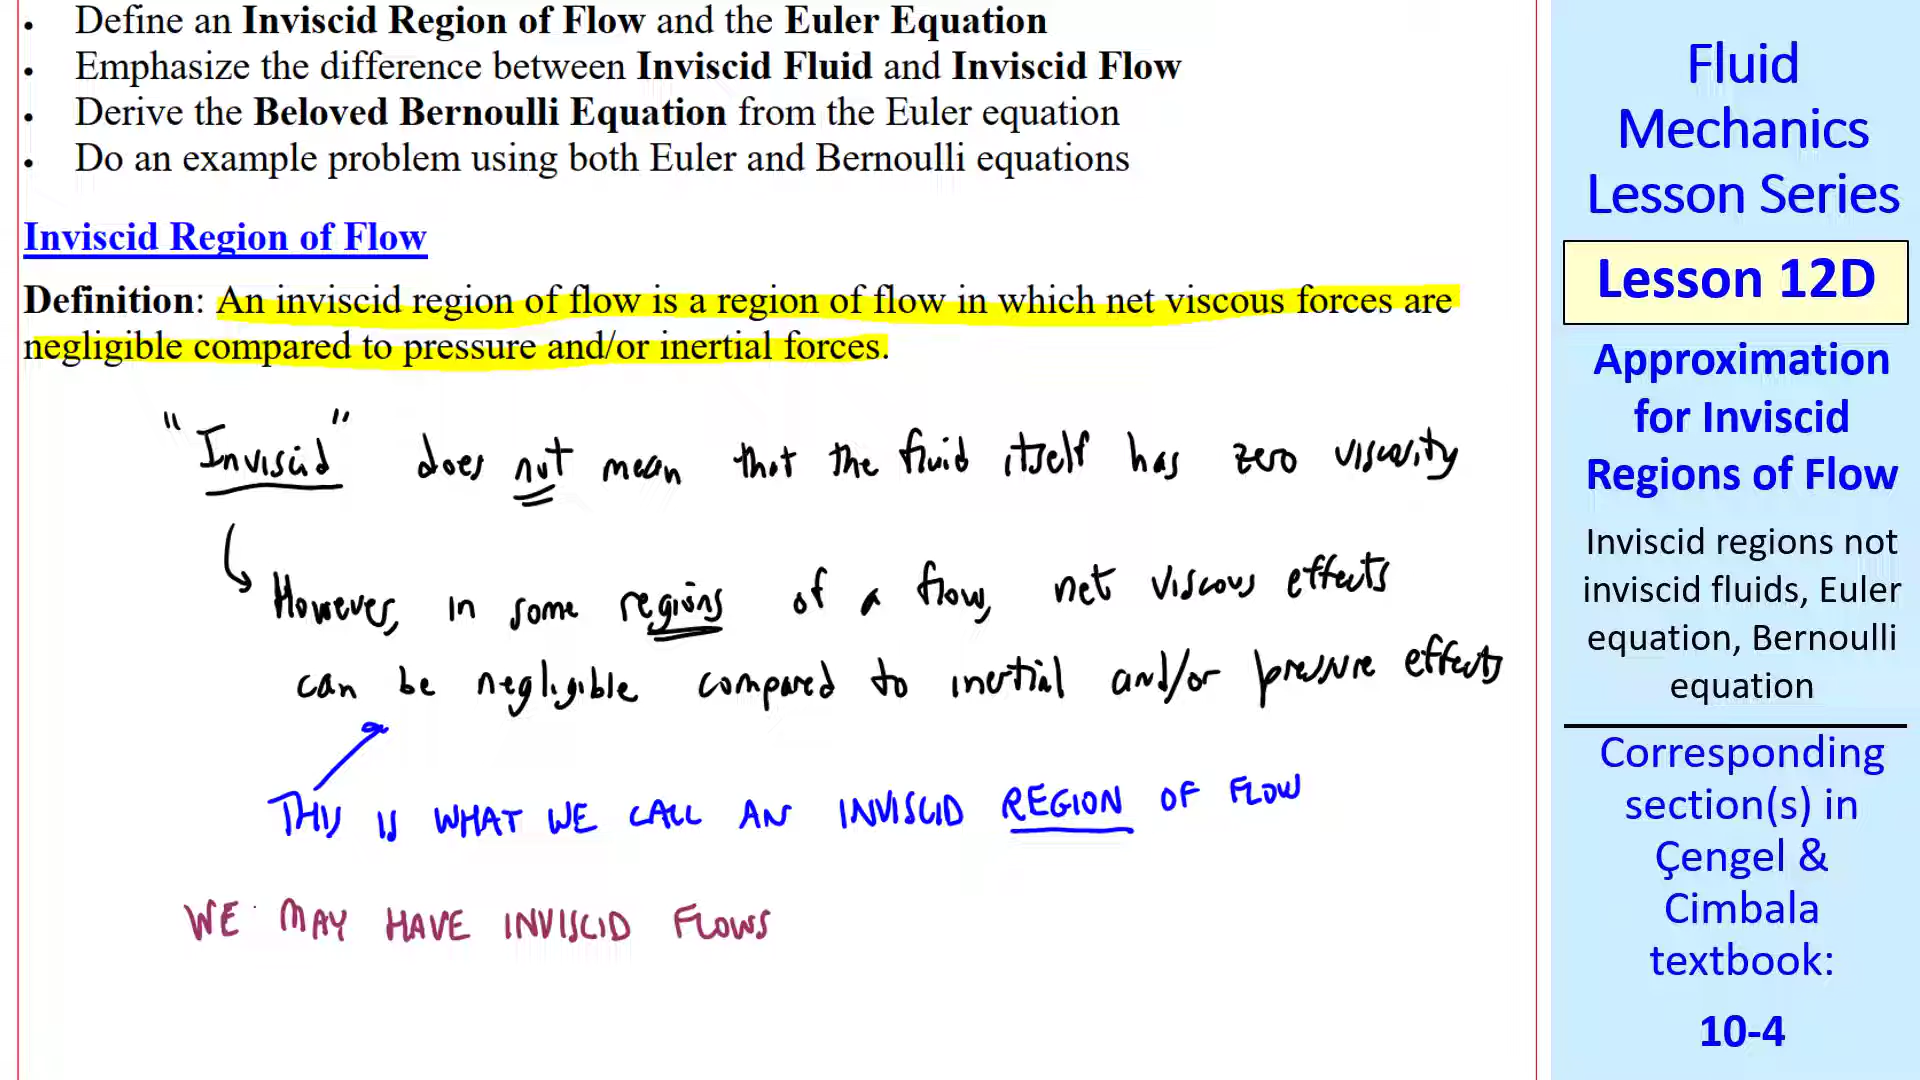 • Define an Inviscid Region of Flow and the Euler Equation
• Emphasize the difference between Inviscid Fluid and Inviscid Flow
• Derive the Beloved Bernoulli Equation from the Euler equation
• Do an example problem using both Euler and Bernoulli equations
Inviscid Region of Flow
Definition: An inviscid region of flow is a region of flow in which net viscous forces are
negligible compared to pressure and/or inertial forces.
"Inviscid" does not mean that the fluid itself has zero viscosity
However, in some regions of a flow, net viscous effects
can be negligible compared to inertial and/or pressure effects
THIS IS WHAT WE CALL AN INVISCID REGION OF FLOW
WE MAY HAVE INVISCID FLOWS
Fluid
Mechanics
Lesson Series
Lesson 12D
Approximation
for Inviscid
Regions of Flow
Inviscid regions not
inviscid fluids, Euler
equation, Bernoulli
equation
Corresponding
section(s) in
Çengel &
Cimbala
textbook:
10-4